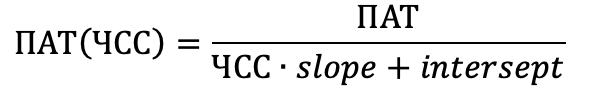 ПАТ(ЧСС) = ПАТ / ЧСС · slope + intersept